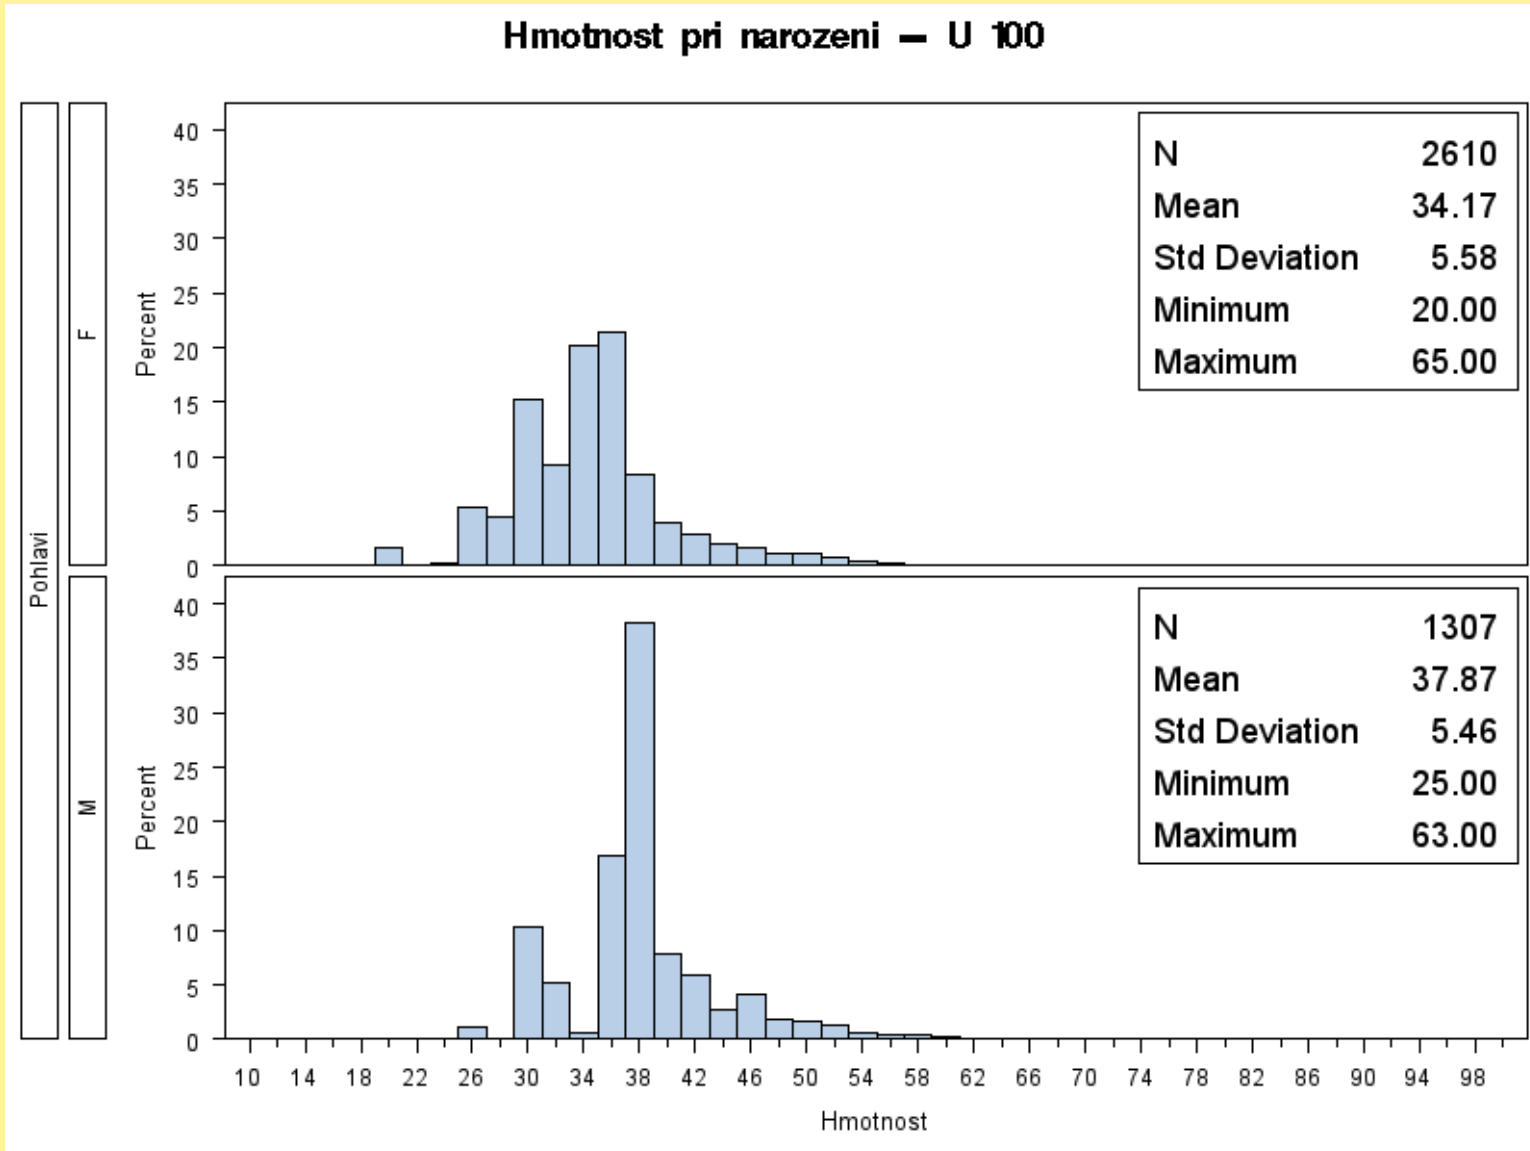 Hmotnost pri narozeni — U 100
Pohlavi
F
Percent
40
35
30
25
20
15
10
5
0
N 2610
Mean 34.17
Std Deviation 5.58
Minimum 20.00
Maximum 65.00
M
Percent
40
35
30
25
20
15
10
5
0
N 1307
Mean 37.87
Std Deviation 5.46
Minimum 25.00
Maximum 63.00
10 14 18 22 26 30 34 38 42 46 50 54 58 62 66 70 74 78 82 86 90 94 98
Hmotnost